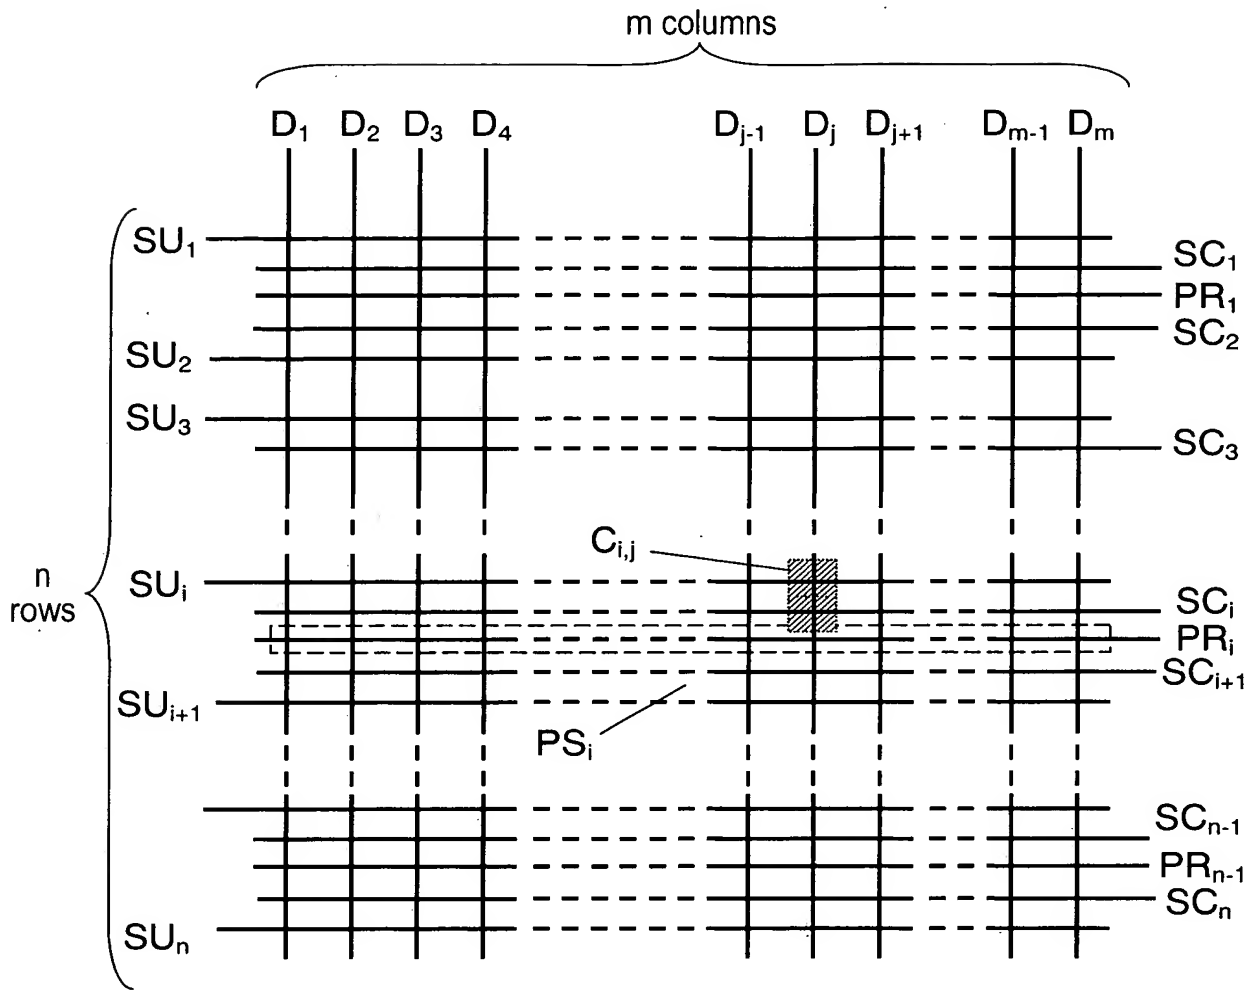 m columns
D1 D2 D3 D4 Dj-1 Dj Dj+1 Dm-1 Dm
SU1
SC1
PR1
SC2
SU2
SU3
SC3
Ci,j
n
rows
SUi
SCi
PRi
SCi+1
SUi+1
PSi
SCn-1
PRn-1
SCn
SUn